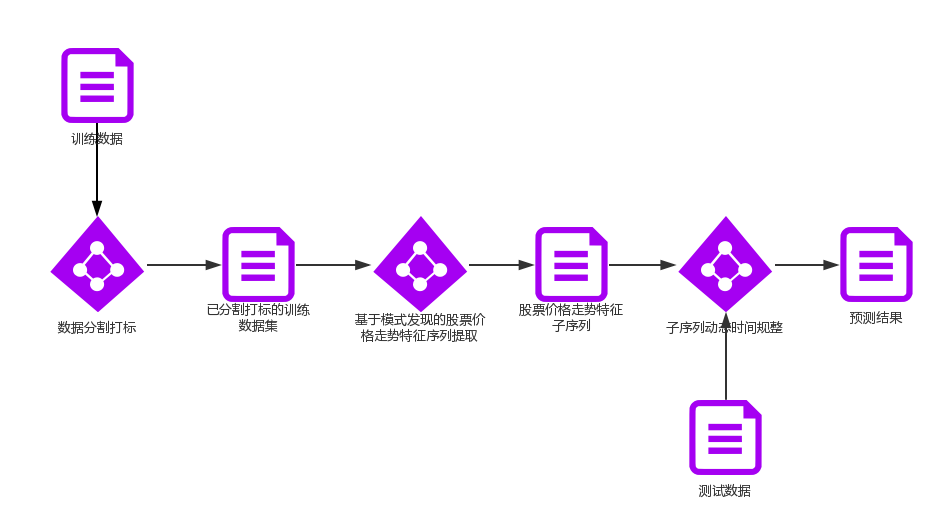 训练数据
数据分割打标
已分割打标的训练
数据集
基于模式发现的股票价
格走势特征序列提取
股票价格走势特征
子序列
子序列动态时间规整
预测结果
测试数据